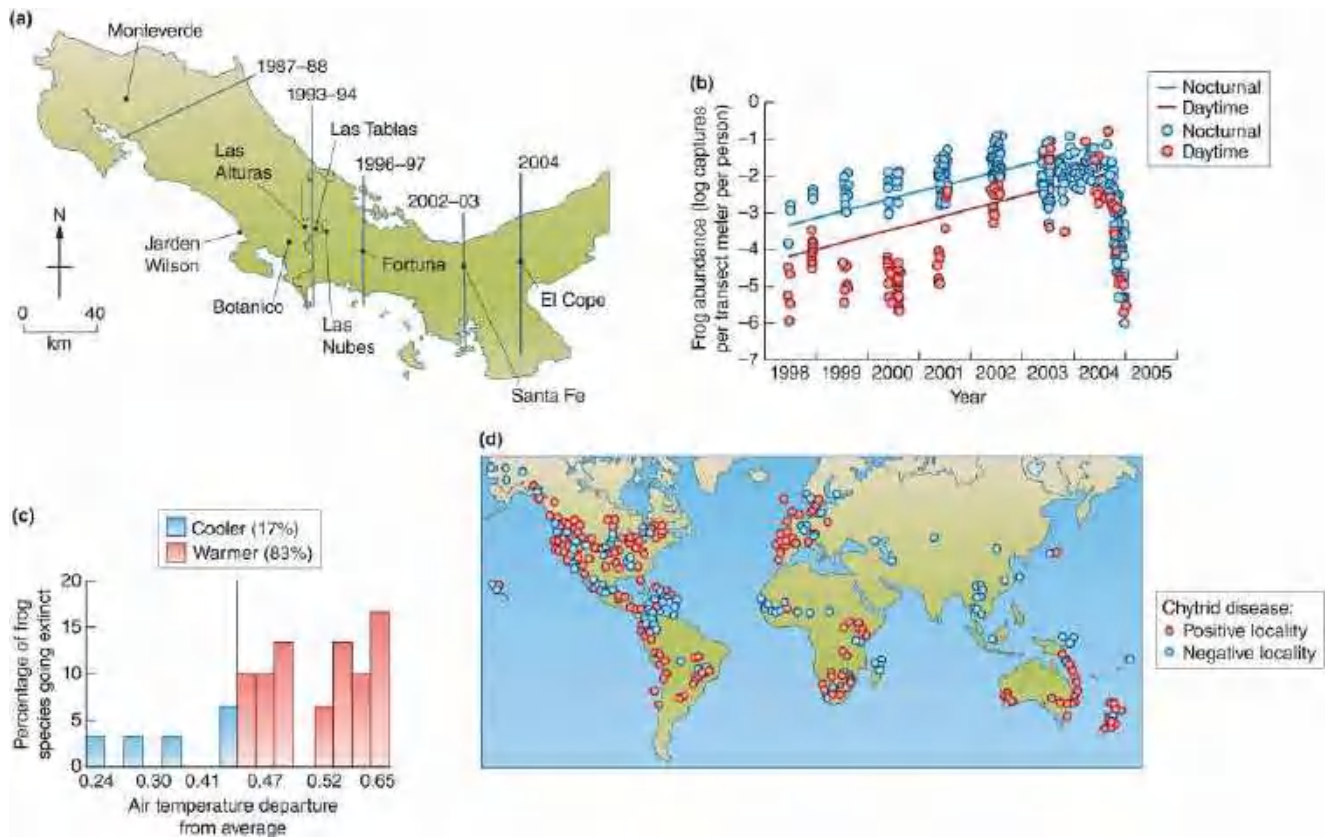 (a)
Monteverde
1987–88
1993–94
Las Tablas
Las
Alturas
1996–97
2004
2002–03
N
Jarden
Wilson
Fortuna
El Cope
Botanico
0 40
km
Las
Nubes
Santa Fe
(b)
Nocturnal
Daytime
Nocturnal
Daytime
Frog abundance (log captures
per transect meter per person)
–0
–1
–2
–3
–4
–5
–6
–7
1998 1999 2000 2001 2002 2003 2004 2005
Year
(c)
Cooler (17%)
Warmer (83%)
Percentage of frog
species going extinct
20
15
10
5
0
0.24 0.30 0.41 0.47 0.52 0.65
Air temperature departure
from average
(d)
Chytrid disease:
Positive locality
Negative locality